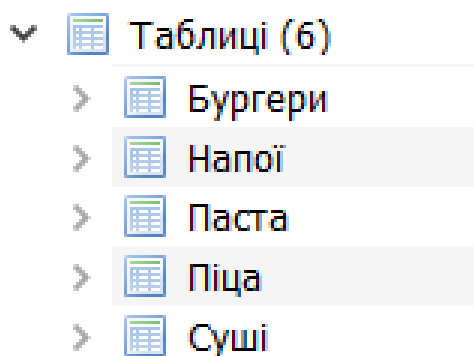 Таблиці (6)
Бургери
Напої
Паста
Піца
Суші